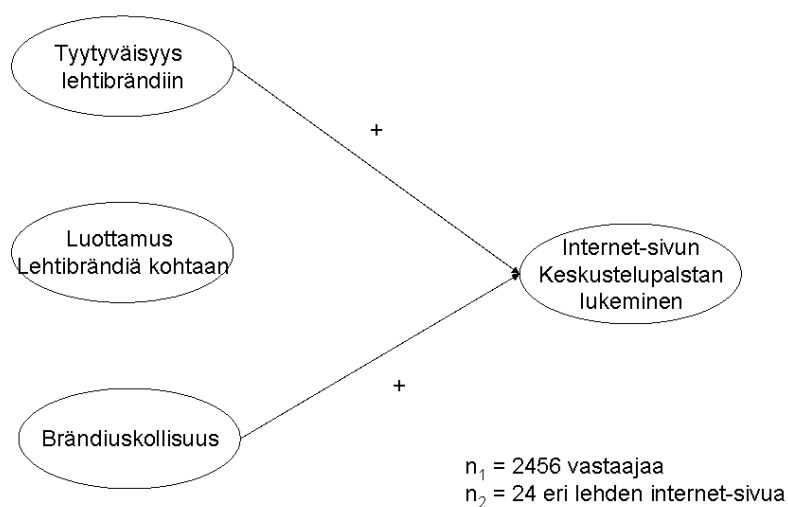 Tyytyväisyys
lehtibrändiin
+
Luottamus
Lehtibrändiä kohtaan
Internet-sivun
Keskustelupalstan
lukeminen
+
Brändiuskollisuus
n₁ = 2456 vastaajaa
n₂ = 24 eri lehden internet-sivua